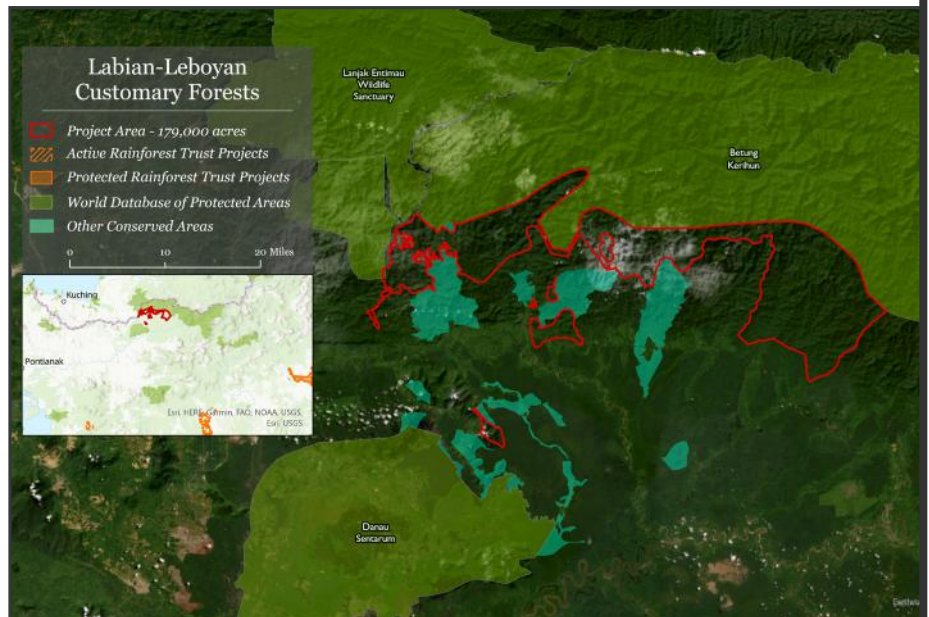 Labian-Leboyan
Customary Forests
Project Area - 179,000 acres
Active Rainforest Trust Projects
Protected Rainforest Trust Projects
World Database of Protected Areas
Other Conserved Areas
0 10 20 Miles
Kuching
Pontianak
Esri, HERE, Garmin, FAO, NOAA, USGS,
Esri, USGS
Lanjak Entimau
Wildlife
Sanctuary
Betung
Kerihun
Danau
Sentarum